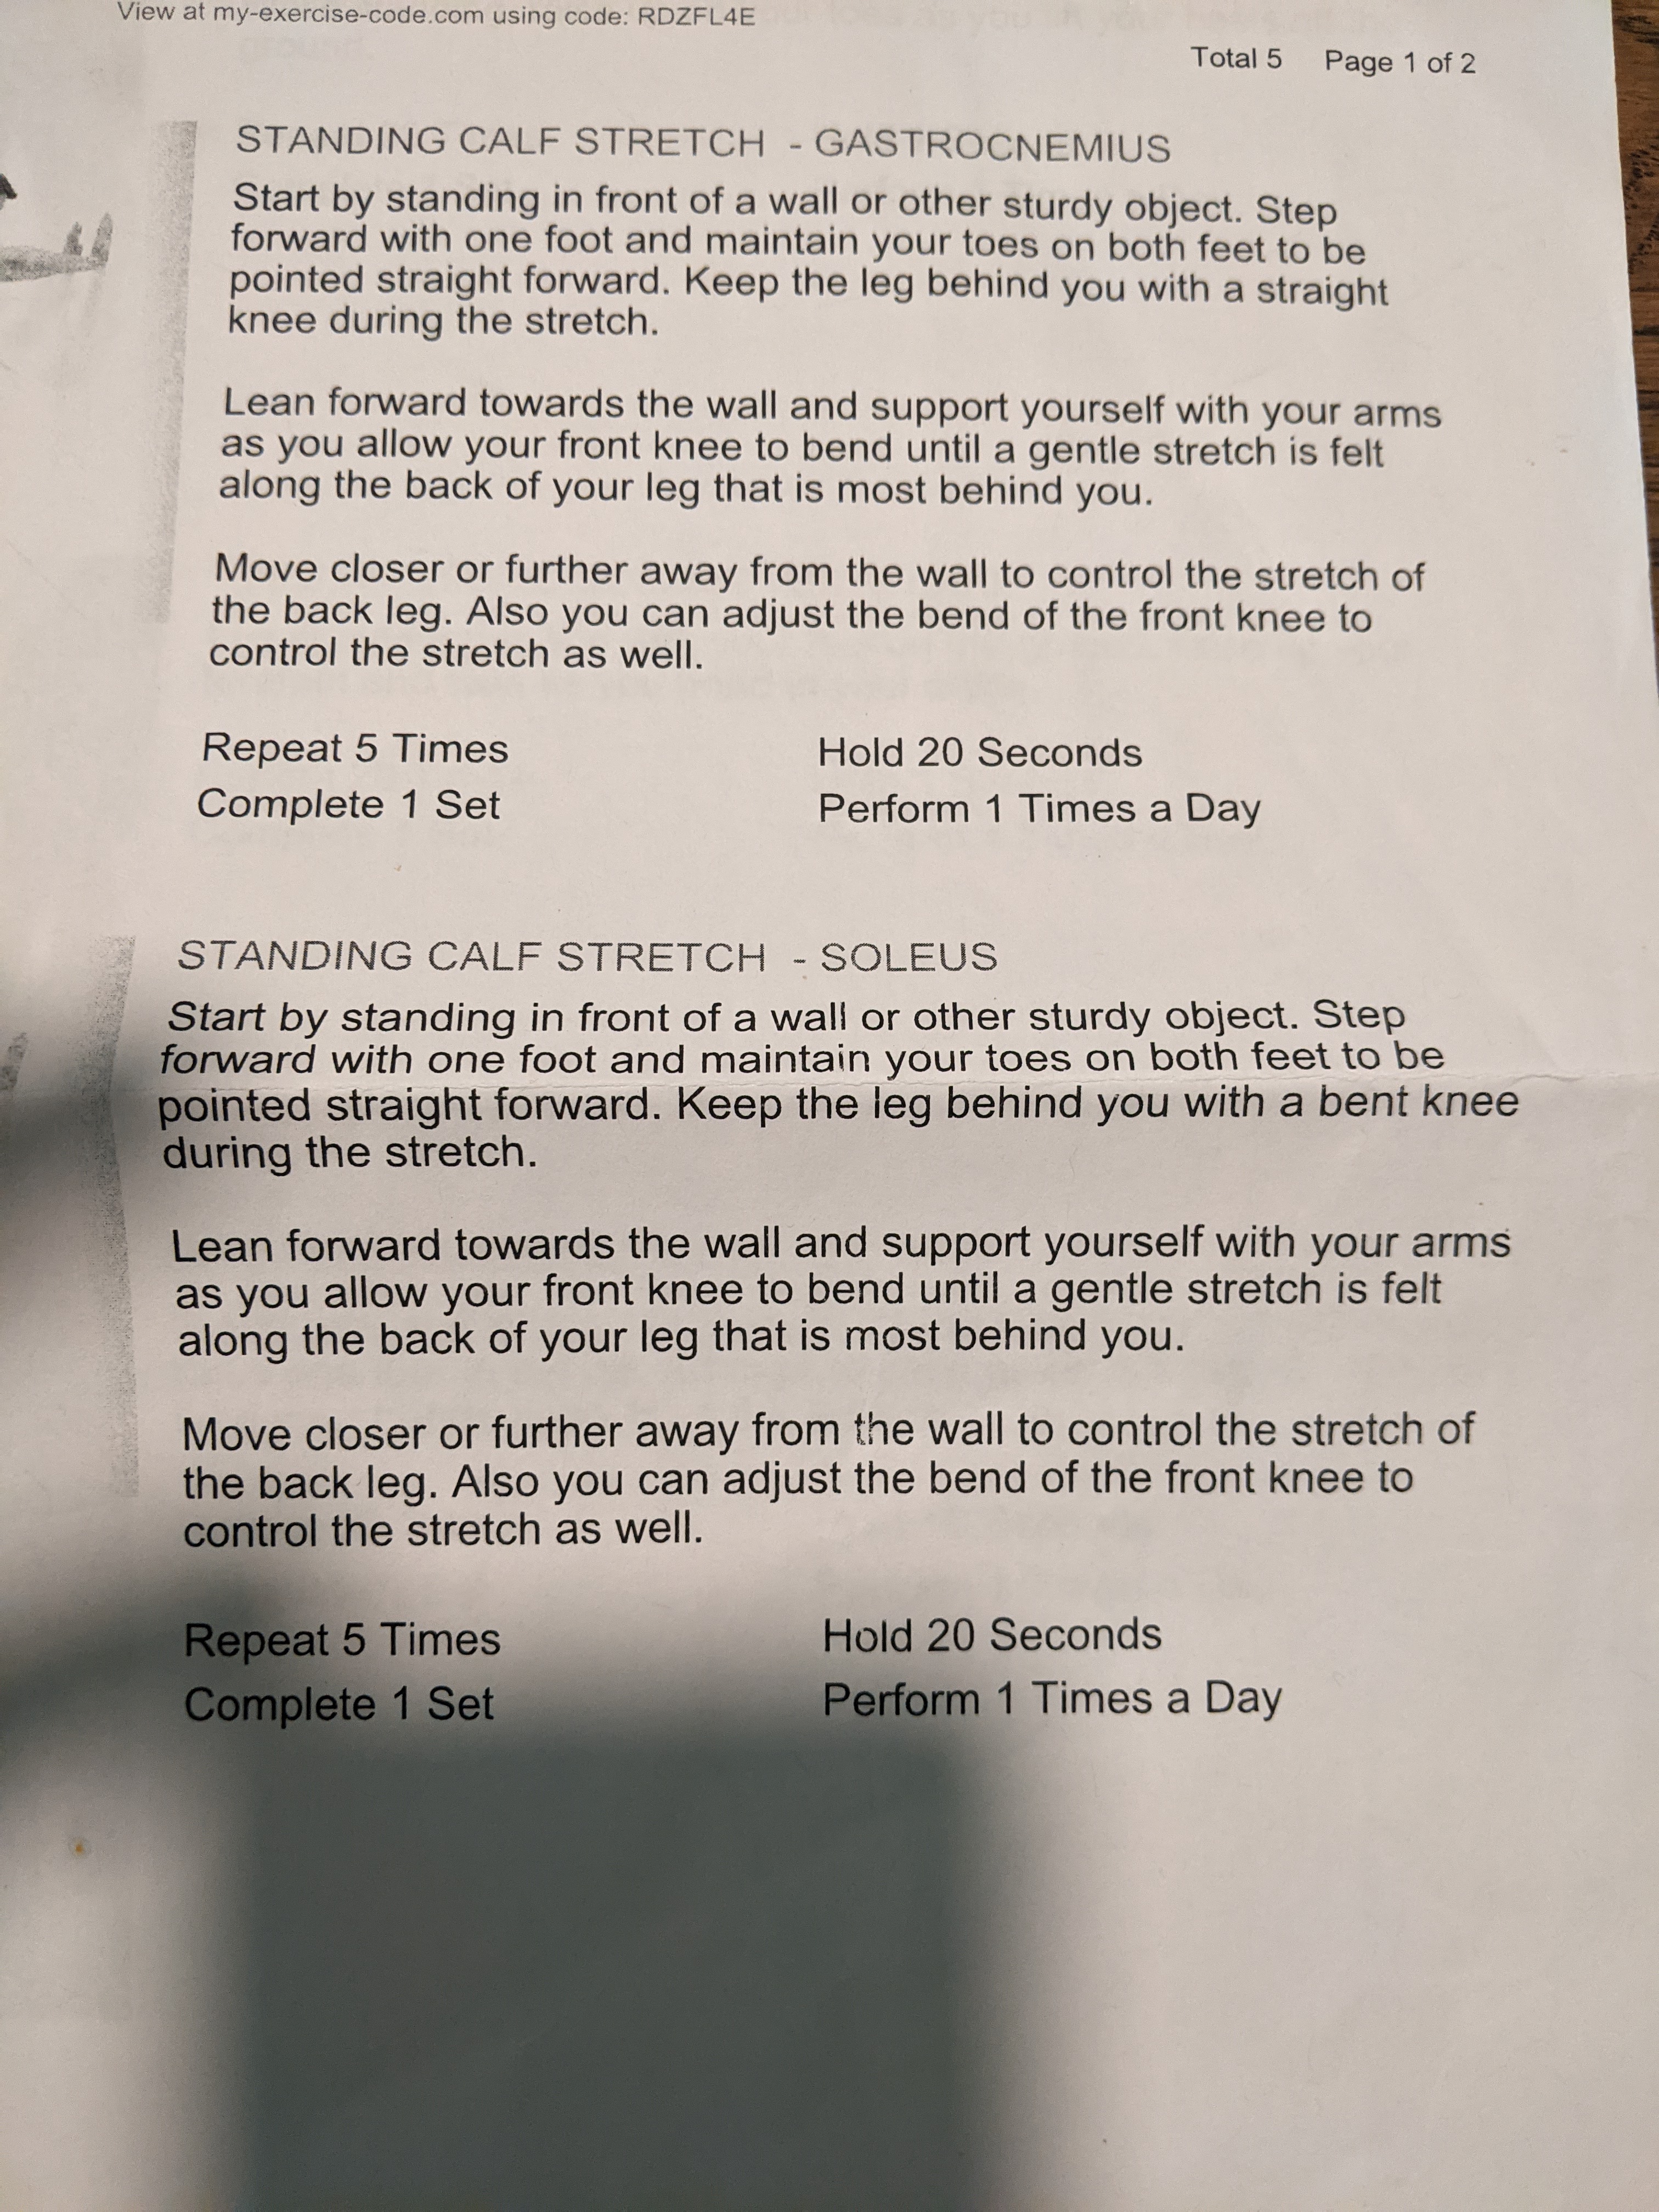 View at my-exercise-code.com using code: RDZFL4E
Total 5 Page 1 of 2
STANDING CALF STRETCH - GASTROCNEMIUS
Start by standing in front of a wall or other sturdy object. Step
forward with one foot and maintain your toes on both feet to be
pointed straight forward. Keep the leg behind you with a straight
knee during the stretch.
Lean forward towards the wall and support yourself with your arms
as you allow your front knee to bend until a gentle stretch is felt
along the back of your leg that is most behind you.
Move closer or further away from the wall to control the stretch of
the back leg. Also you can adjust the bend of the front knee to
control the stretch as well.
Repeat 5 Times Hold 20 Seconds
Complete 1 Set Perform 1 Times a Day
STANDING CALF STRETCH - SOLEUS
Start by standing in front of a wall or other sturdy object. Step
forward with one foot and maintain your toes on both feet to be
pointed straight forward. Keep the leg behind you with a bent knee
during the stretch.
Lean forward towards the wall and support yourself with your arms
as you allow your front knee to bend until a gentle stretch is felt
along the back of your leg that is most behind you.
Move closer or further away from the wall to control the stretch of
the back leg. Also you can adjust the bend of the front knee to
control the stretch as well.
Repeat 5 Times Hold 20 Seconds
Complete 1 Set Perform 1 Times a Day